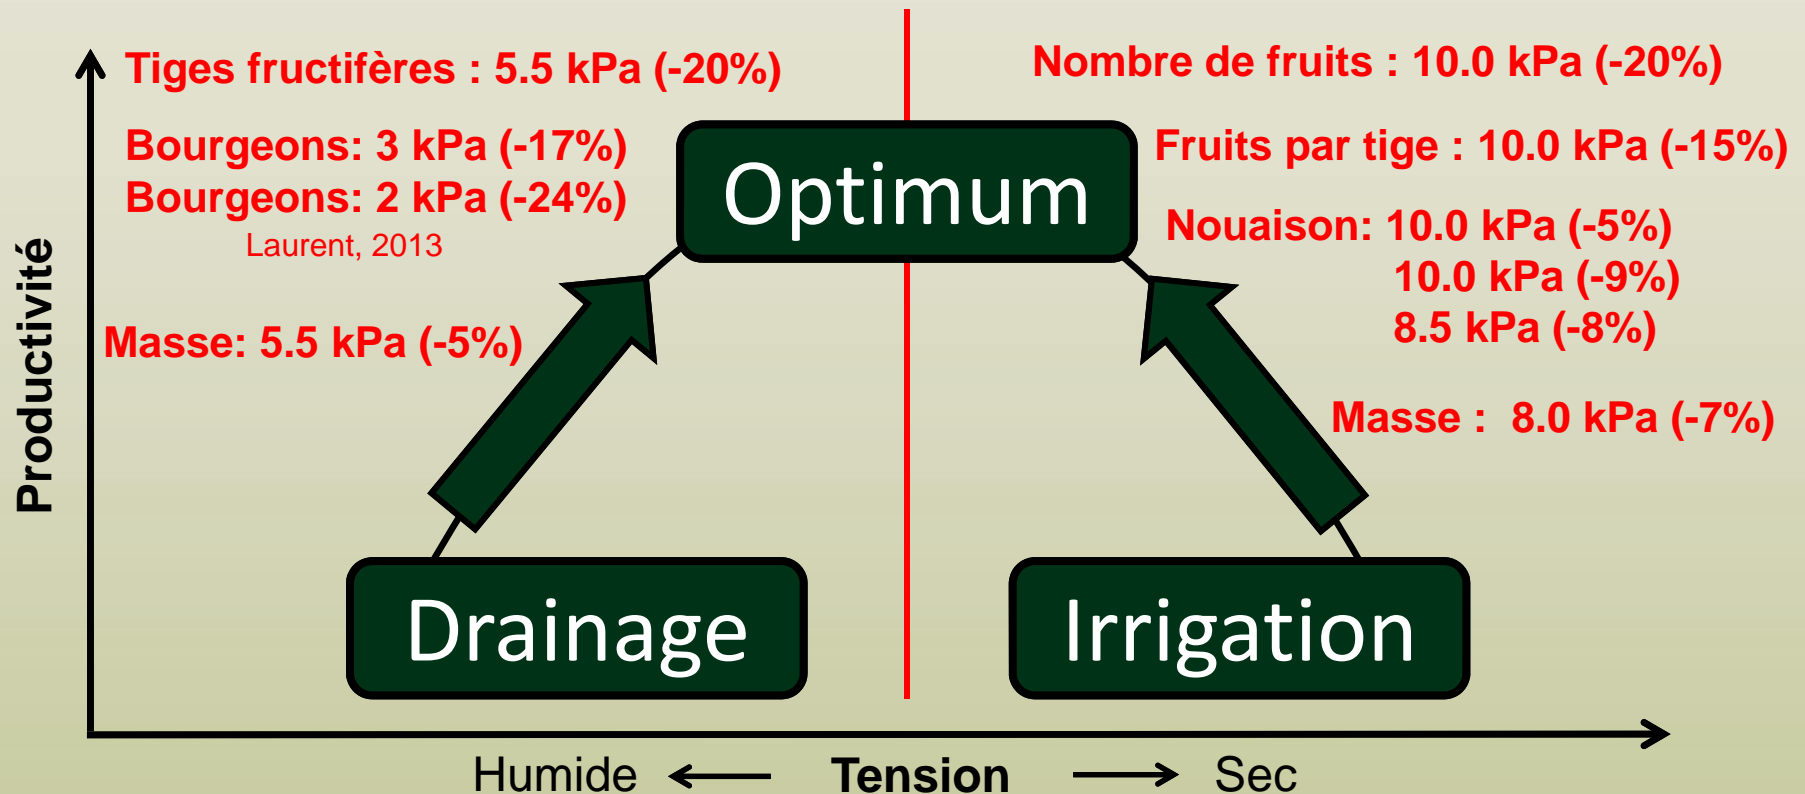 Tiges fructifères : 5.5 kPa (-20%)
Bourgeons: 3 kPa (-17%)
Bourgeons: 2 kPa (-24%)
Laurent, 2013
Masse: 5.5 kPa (-5%)
Nombre de fruits : 10.0 kPa (-20%)
Fruits par tige : 10.0 kPa (-15%)
Nouaison: 10.0 kPa (-5%)
10.0 kPa (-9%)
8.5 kPa (-8%)
Masse : 8.0 kPa (-7%)
Optimum
Drainage
Irrigation
Productivité
Humide Tension Sec